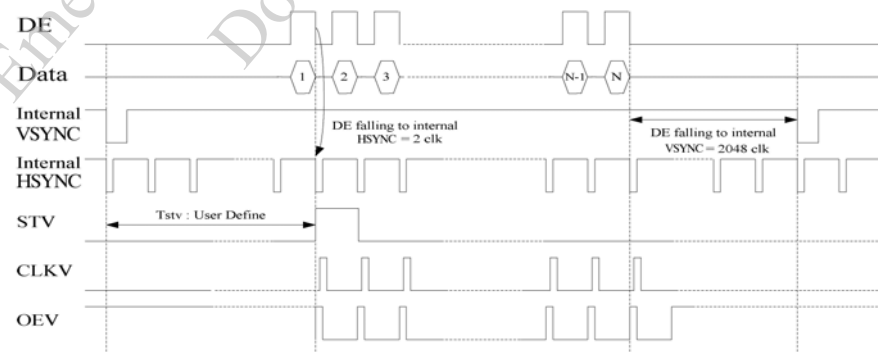 DE
Data
1
2
3
N-1
N
Internal
VSYNC
DE falling to internal
HSYNC = 2 clk
DE falling to internal
VSYNC = 2048 clk
Internal
HSYNC
STV
Tstv : User Define
CLKV
OEV